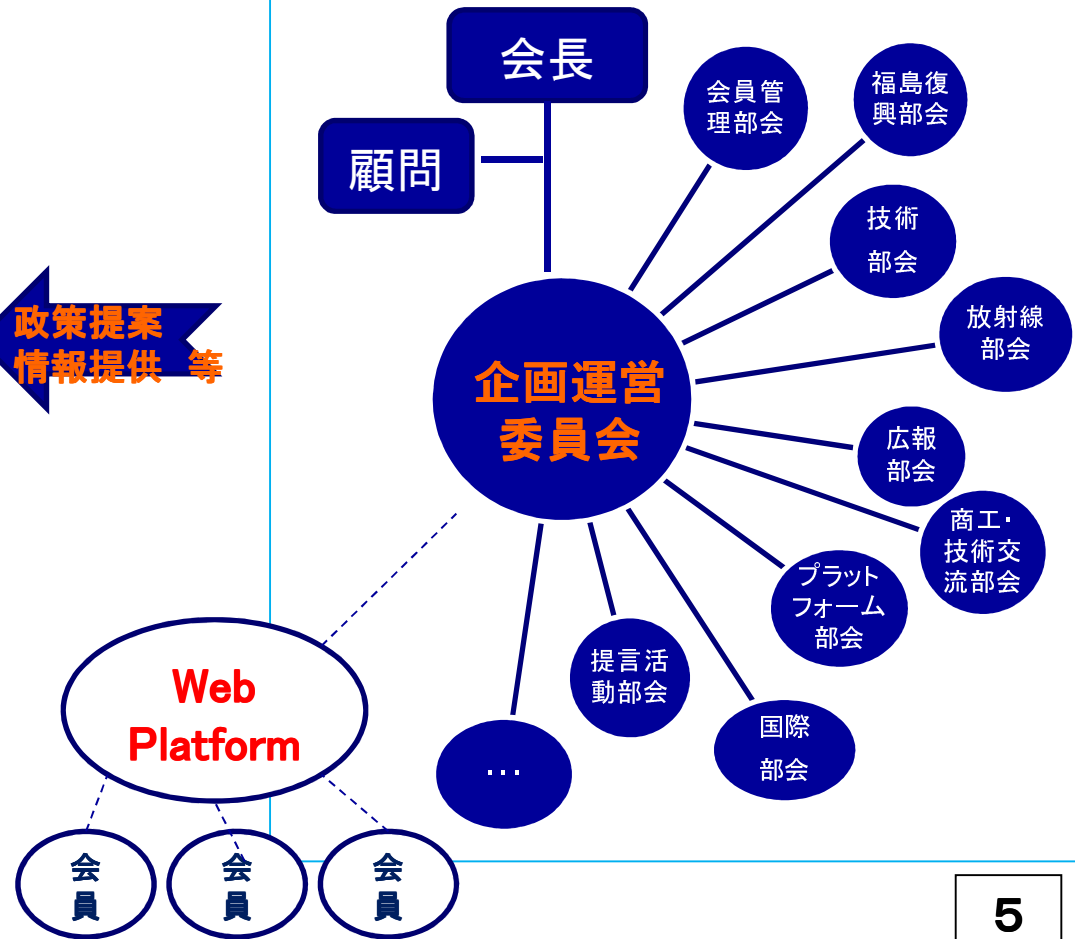 会長
顧問
会員管
理部会
福島復
興部会
技術
部会
放射線
部会
政策提案
情報提供　等
企画運営
委員会
広報
部会
商工・
技術交
流部会
プラット
フォーム
部会
提言活
動部会
国際
部会
…
Web
Platform
会
員
会
員
会
員
5